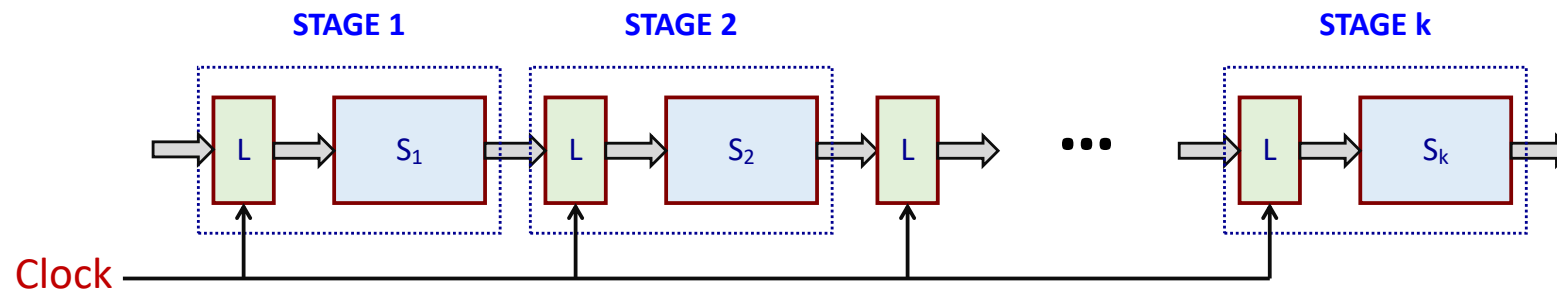 STAGE 1 STAGE 2 STAGE k
L S₁ L S₂ L ••• L Sₖ
Clock